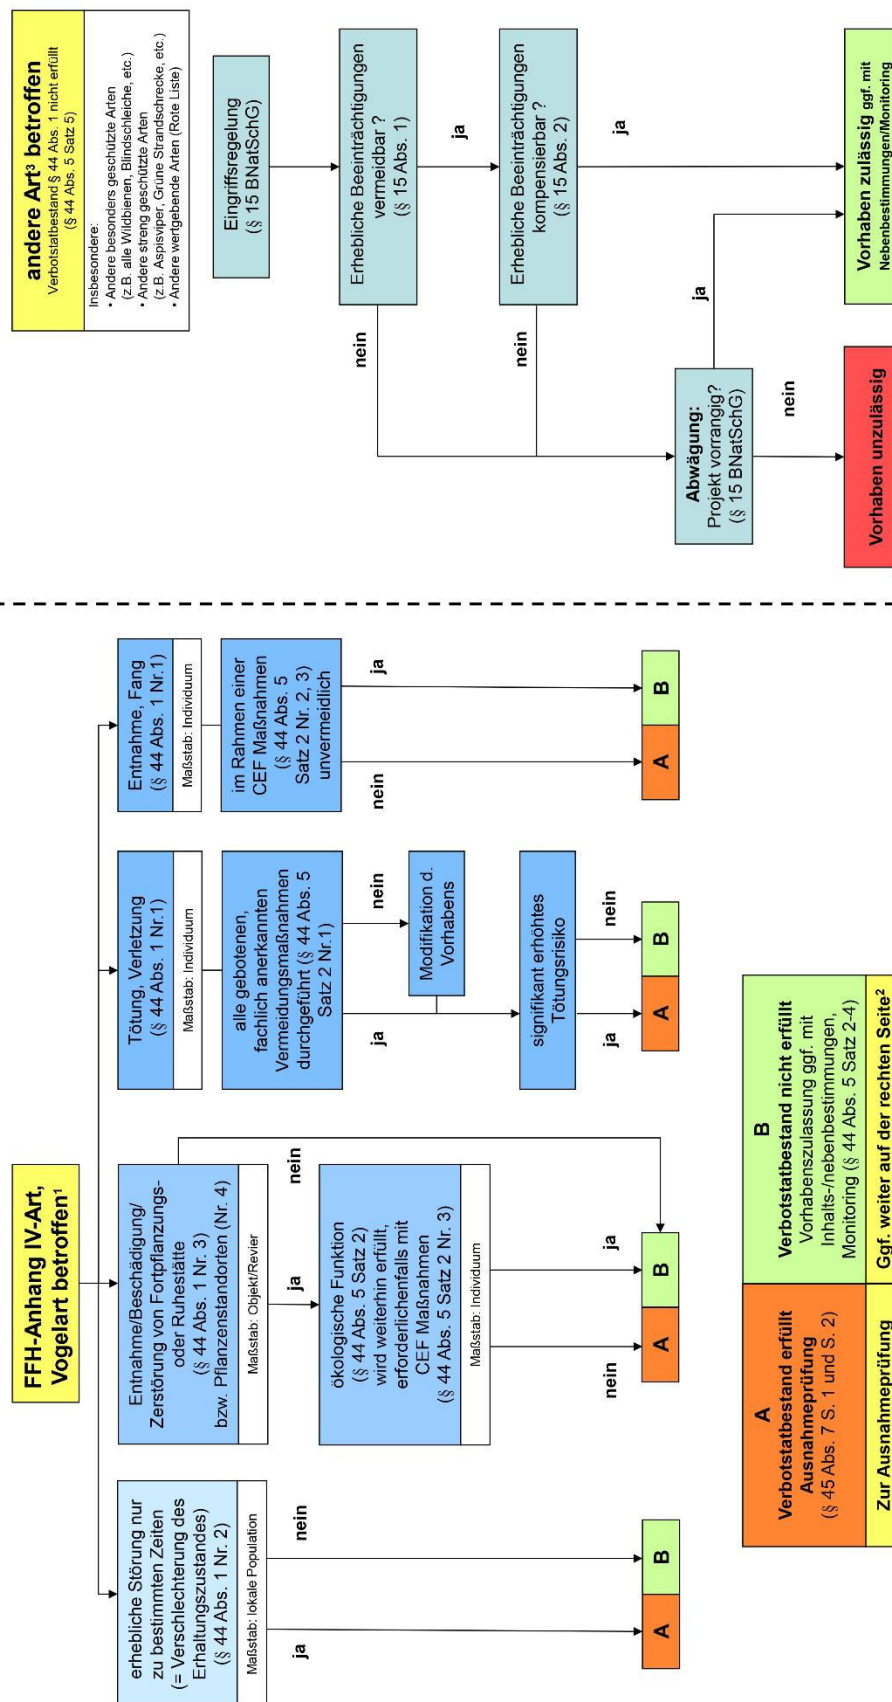 FFH-Anhang IV-Art,
Vogelart betroffen¹
erhebliche Störung nur
zu bestimmten Zeiten
(= Verschlechterung des
Erhaltungszustandes)
(§ 44 Abs. 1 Nr. 2)
Maßstab: lokale Population
ja
nein
A
B
Entnahme/Beschädigung/
Zerstörung von Fortpflanzungs-
oder Ruhestätte
(§ 44 Abs. 1 Nr. 3)
bzw. Pflanzenstandorten (Nr. 4)
Maßstab: Objekt/Revier
ja
nein
ökologische Funktion
(§ 44 Abs. 5 Satz 2)
wird weiterhin erfüllt,
erforderlichenfalls mit
CEF Maßnahmen
(§ 44 Abs. 5 Satz 2 Nr. 3)
Maßstab: Individuum
nein
ja
A
B
Tötung, Verletzung
(§ 44 Abs. 1 Nr.1)
Maßstab: Individuum
alle gebotenen,
fachlich anerkannten
Vermeidungsmaßnahmen
durchgeführt (§ 44 Abs. 5
Satz 2 Nr.1)
ja
nein
Modifikation d.
Vorhabens
signifikant erhöhtes
Tötungsrisiko
ja
nein
A
B
Entnahme, Fang
(§ 44 Abs. 1 Nr.1)
Maßstab: Individuum
im Rahmen einer
CEF Maßnahmen
(§ 44 Abs. 5
Satz 2 Nr. 2, 3)
unvermeidlich
nein
ja
A
B
A
Verbotstatbestand erfüllt
Ausnahmeprüfung
(§ 45 Abs. 7 S. 1 und S. 2)
Zur Ausnahmeprüfung
B
Verbotstatbestand nicht erfüllt
Vorhabenszulassung ggf. mit
Inhalts-/nebenbestimmungen,
Monitoring (§ 44 Abs. 5 Satz 2-4)
Ggf. weiter auf der rechten Seite²
andere Art³ betroffen
Verbotstatbestand § 44 Abs. 1 nicht erfüllt
(§ 44 Abs. 5 Satz 5)
Insbesondere:
• Andere besonders geschützte Arten
(z.B. alle Wildbienen, Blindschleiche, etc.)
• Andere streng geschützte Arten
(z.B. Aspisviper, Grüne Strandschrecke, etc.)
• Andere wertgebende Arten (Rote Liste)
Eingriffsregelung
(§ 15 BNatSchG)
Erhebliche Beeinträchtigungen
vermeidbar ?
(§ 15 Abs. 1)
nein
ja
Erhebliche Beeinträchtigungen
kompensierbar ?
(§ 15 Abs. 2)
nein
ja
Abwägung:
Projekt vorrangig?
(§ 15 BNatSchG)
ja
nein
Vorhaben unzulässig
Vorhaben zulässig ggf. mit
Nebenbestimmungen/Monitoring